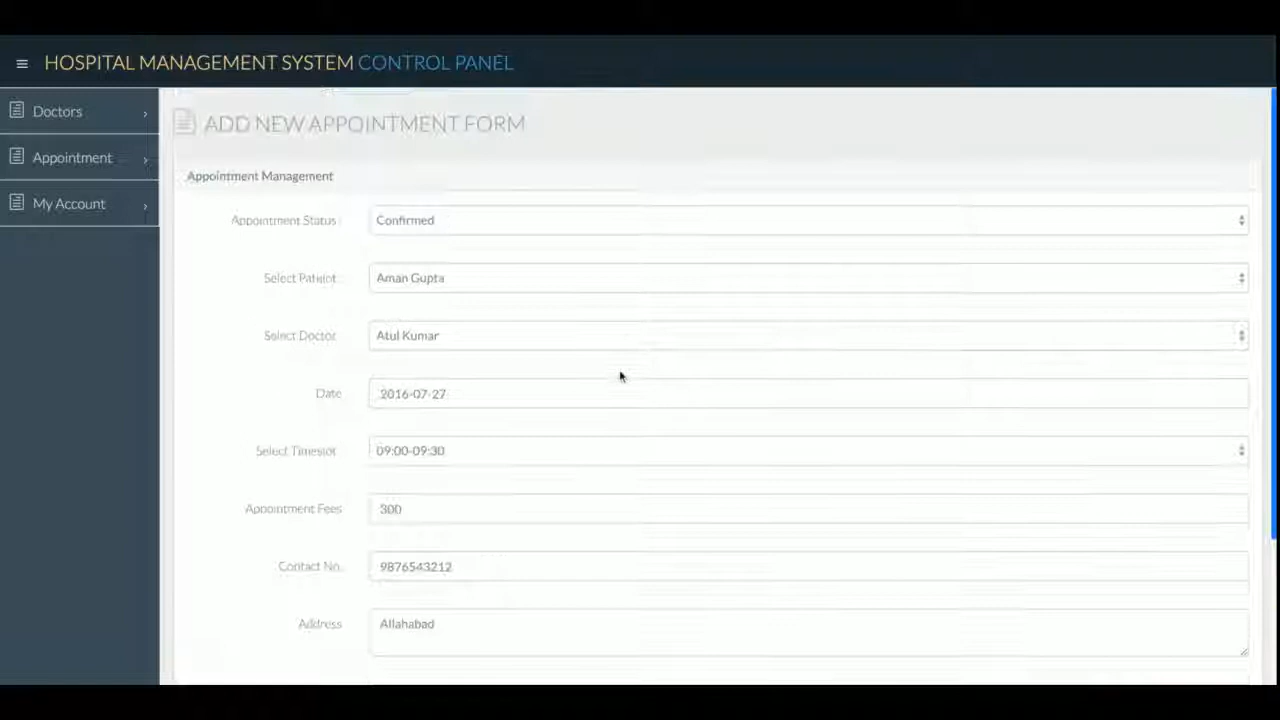 HOSPITAL MANAGEMENT SYSTEM CONTROL PANEL
Doctors
Appointment
My Account
ADD NEW APPOINTMENT FORM
Appointment Management
Appointment Status : Confirmed
Select Patient : Aman Gupta
Select Doctor Atul Kumar
Date 2016-07-27
Select Timeslot 09:00-09:30
Appointment Fees 300
Contact No. 9876543212
Address Allahabad